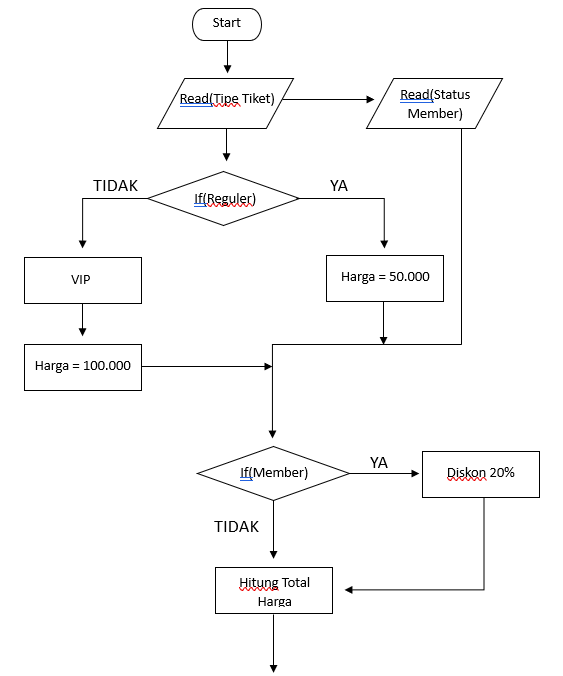 Start
Read(Tipe Tiket)
Read(Status
Member)
TIDAK
If(Reguler)
YA
VIP
Harga = 50.000
Harga = 100.000
If(Member)
YA
Diskon 20%
TIDAK
Hitung Total
Harga